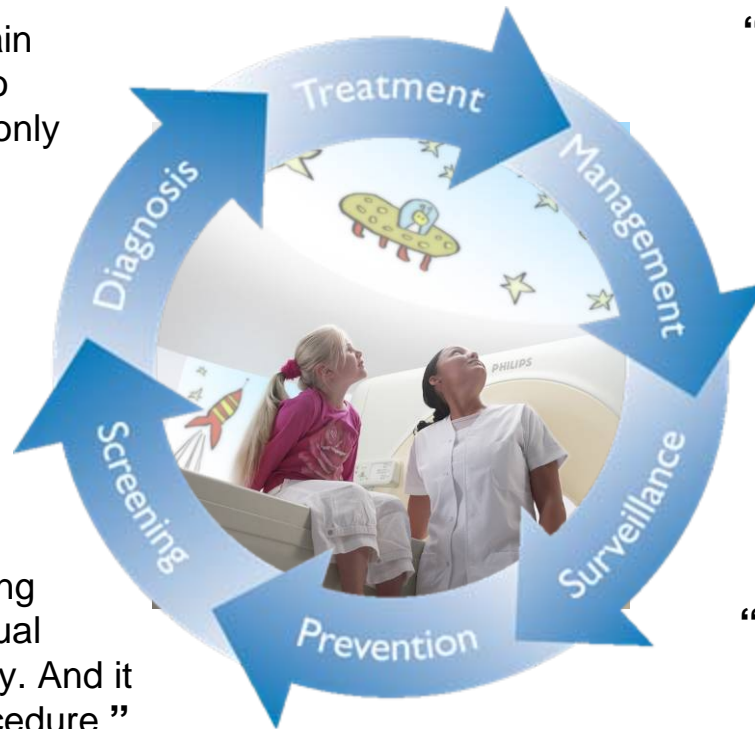 “
ain
o
only
Treatment
Management
Diagnosis
PHILIPS
Screening
Surveillance
Prevention
ng
ual
y. And it
cedure ”
“